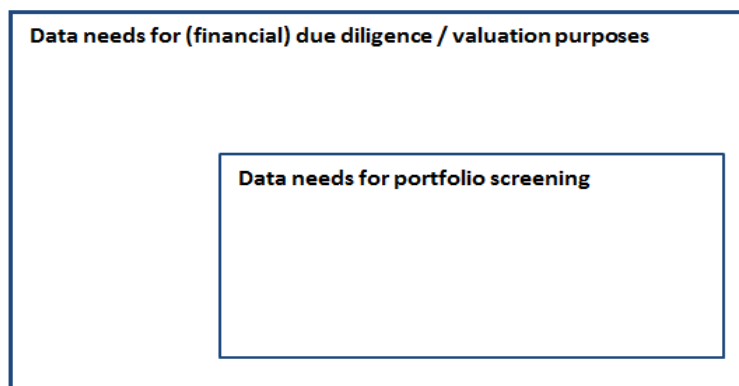 Data needs for (financial) due diligence / valuation purposes
Data needs for portfolio screening